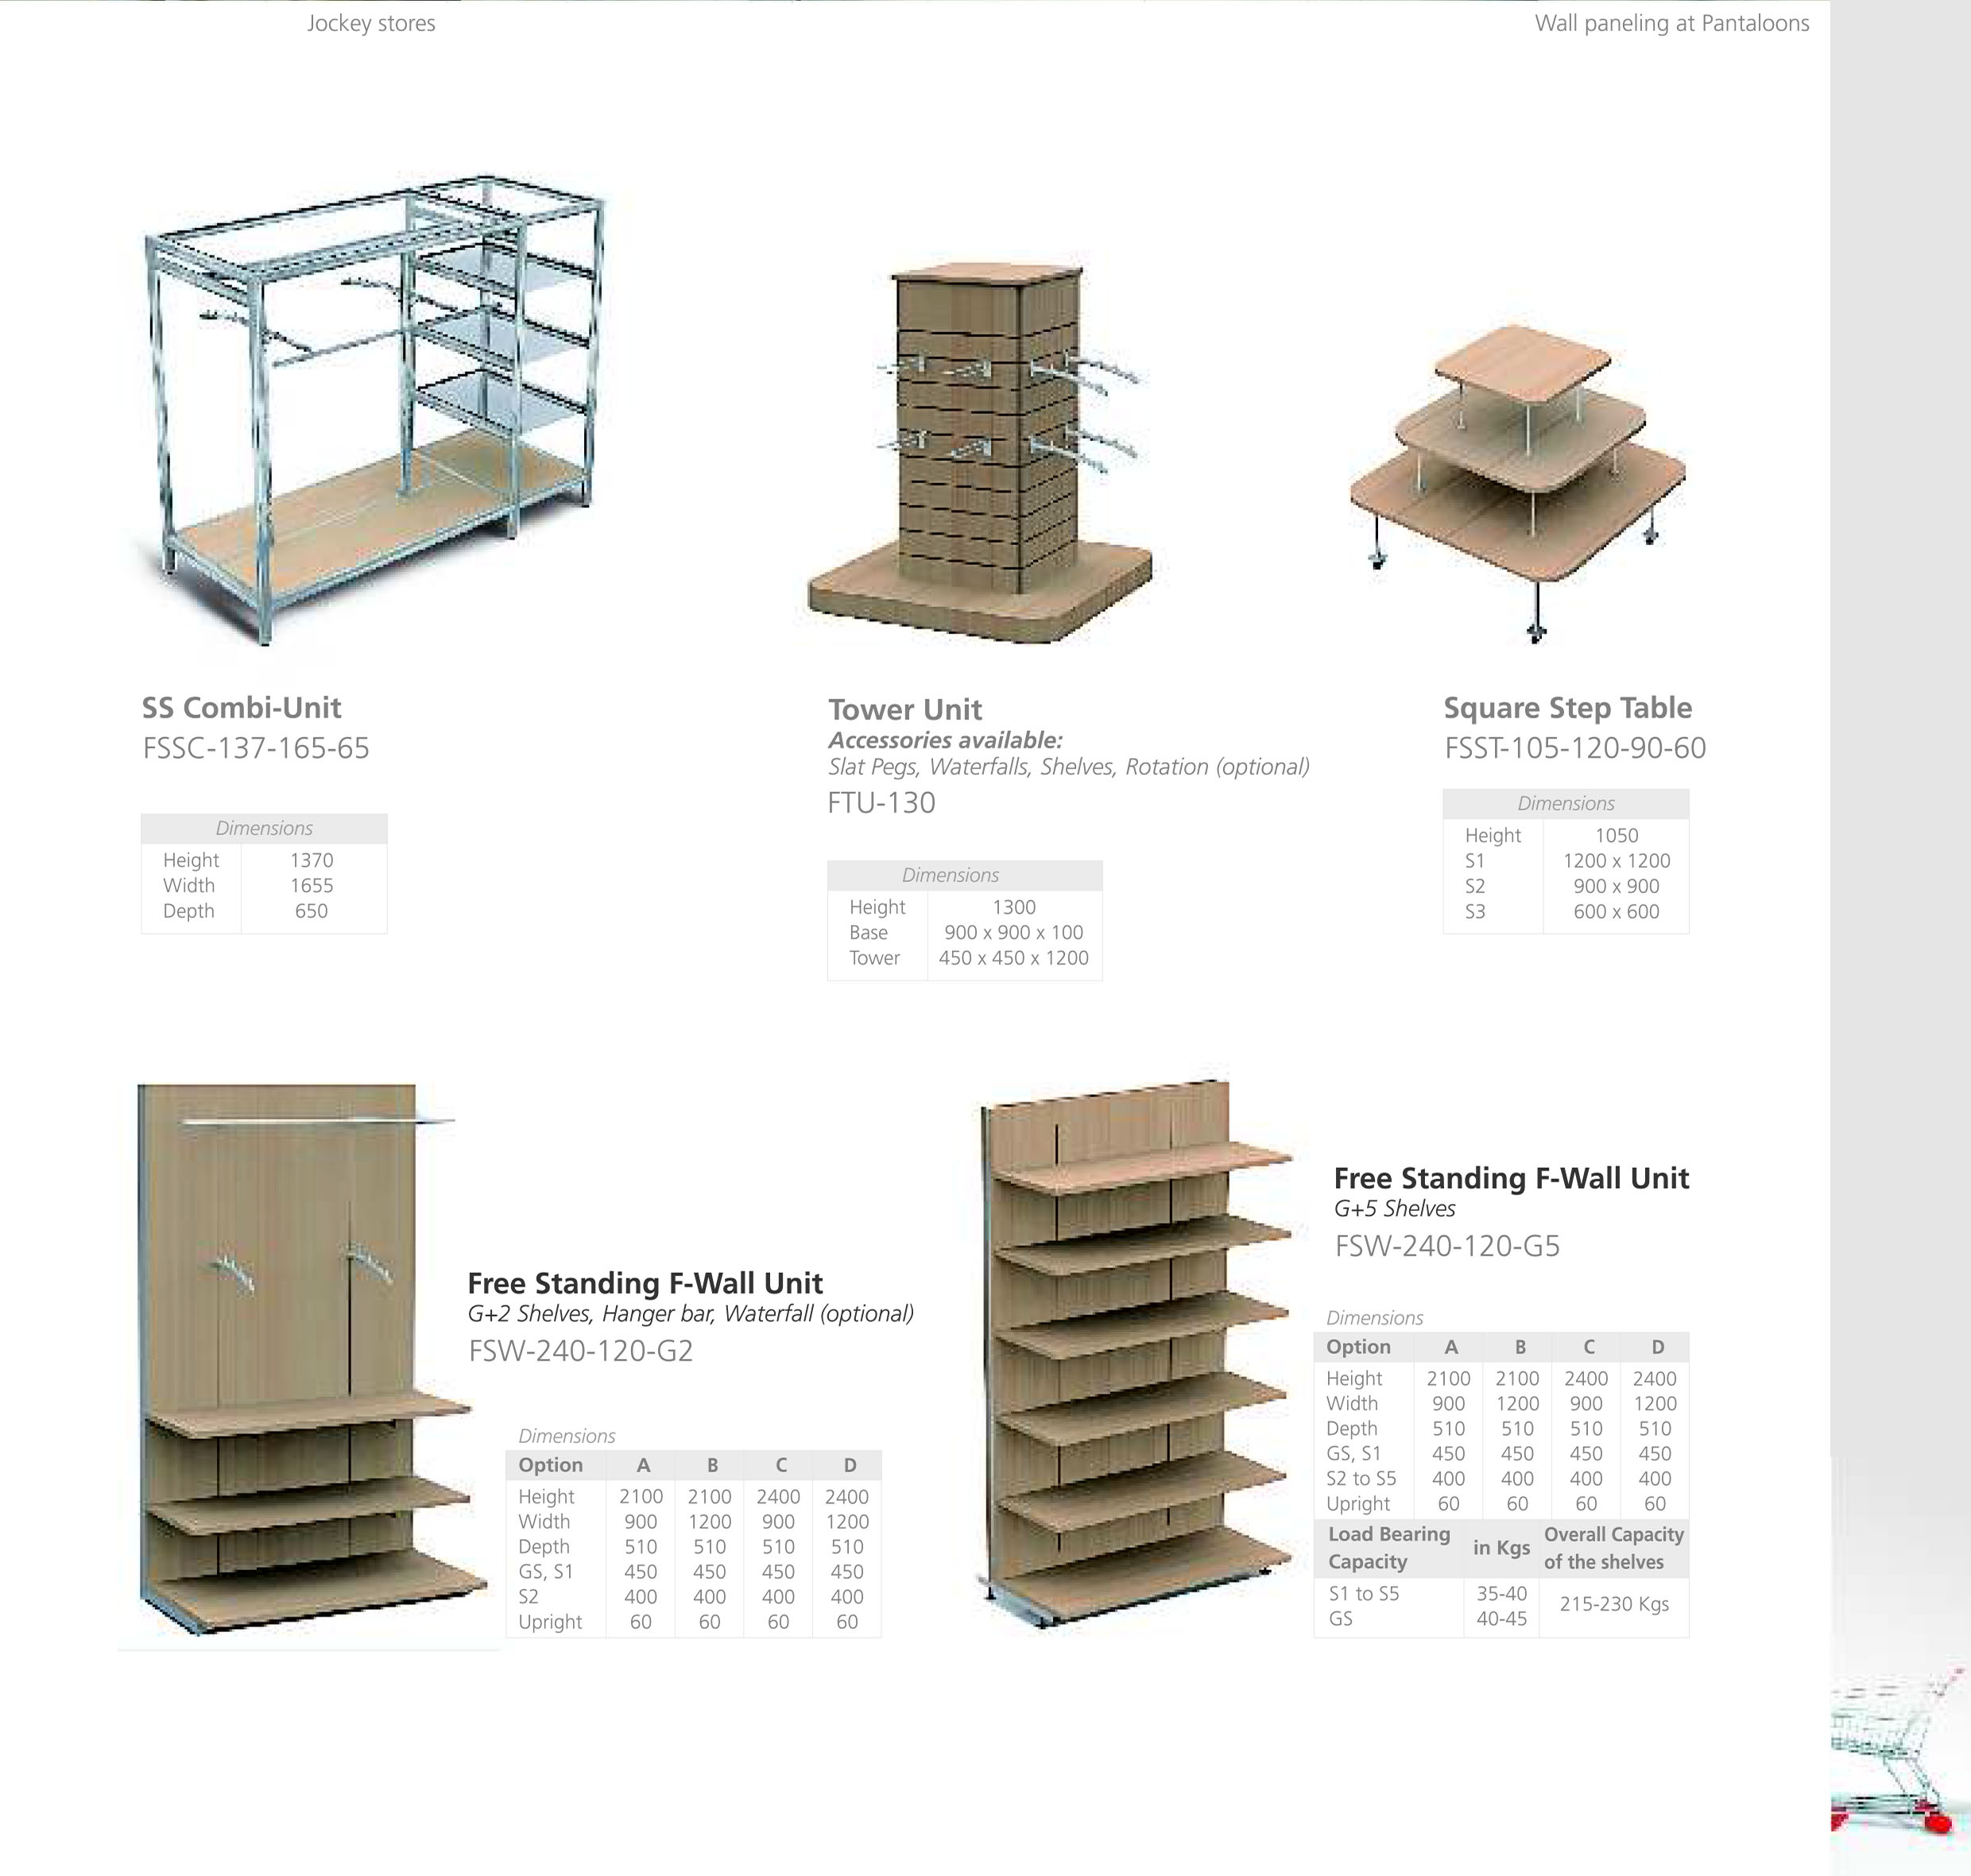 Jockey stores
Wall paneling at Pantaloons
SS Combi-Unit
FSSC-137-165-65
Dimensions
Height 1370
Width 1655
Depth 650
Tower Unit
Accessories available:
Slat Pegs, Waterfalls, Shelves, Rotation (optional)
FTU-130
Dimensions
Height 1300
Base 900 x 900 x 100
Tower 450 x 450 x 1200
Square Step Table
FSST-105-120-90-60
Dimensions
Height 1050
S1 1200 x 1200
S2 900 x 900
S3 600 x 600
Free Standing F-Wall Unit
G+2 Shelves, Hanger bar, Waterfall (optional)
FSW-240-120-G2
Dimensions
Option A B C D
Height 2100 2100 2400 2400
Width 900 1200 900 1200
Depth 510 510 510 510
GS, S1 450 450 450 450
S2 400 400 400 400
Upright 60 60 60 60
Free Standing F-Wall Unit
G+5 Shelves
FSW-240-120-G5
Dimensions
Option A B C D
Height 2100 2100 2400 2400
Width 900 1200 900 1200
Depth 510 510 510 510
GS, S1 450 450 450 450
S2 to S5 400 400 400 400
Upright 60 60 60 60
Load Bearing Capacity in Kgs Overall Capacity of the shelves
S1 to S5 35-40 215-230 Kgs
GS 40-45